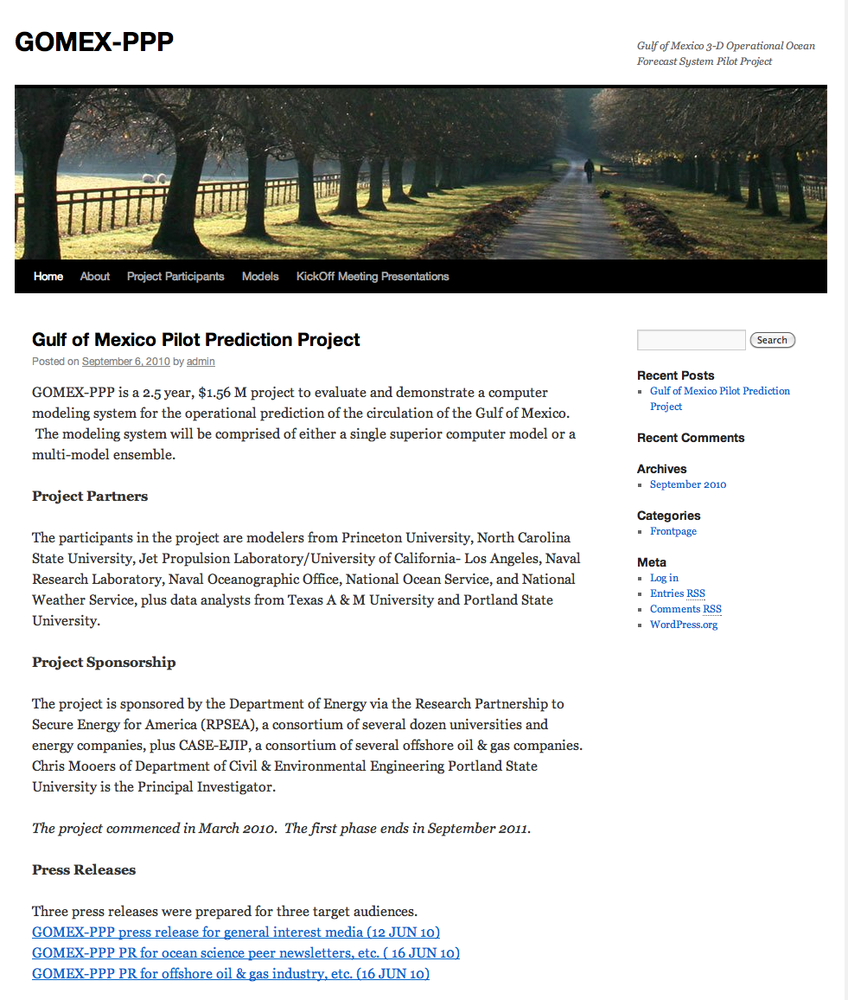 GOMEX-PPP
Gulf of Mexico 3-D Operational Ocean
Forecast System Pilot Project
Home About Project Participants Models KickOff Meeting Presentations
Gulf of Mexico Pilot Prediction Project
Posted on September 6, 2010 by admin
GOMEX-PPP is a 2.5 year, $1.56 M project to evaluate and demonstrate a computer
modeling system for the operational prediction of the circulation of the Gulf of Mexico.
The modeling system will be comprised of either a single superior computer model or a
multi-model ensemble.
Project Partners
The participants in the project are modelers from Princeton University, North Carolina
State University, Jet Propulsion Laboratory/University of California- Los Angeles, Naval
Research Laboratory, Naval Oceanographic Office, National Ocean Service, and National
Weather Service, plus data analysts from Texas A & M University and Portland State
University.
Project Sponsorship
The project is sponsored by the Department of Energy via the Research Partnership to
Secure Energy for America (RPSEA), a consortium of several dozen universities and
energy companies, plus CASE-EJIP, a consortium of several offshore oil & gas companies.
Chris Mooers of Department of Civil & Environmental Engineering Portland State
University is the Principal Investigator.
The project commenced in March 2010.  The first phase ends in September 2011.
Press Releases
Three press releases were prepared for three target audiences.
GOMEX-PPP press release for general interest media (12 JUN 10)
GOMEX-PPP PR for ocean science peer newsletters, etc. ( 16 JUN 10)
GOMEX-PPP PR for offshore oil & gas industry, etc. (16 JUN 10)
Search
Recent Posts
Gulf of Mexico Pilot Prediction
Project
Recent Comments
Archives
September 2010
Categories
Frontpage
Meta
Log in
Entries RSS
Comments RSS
WordPress.org